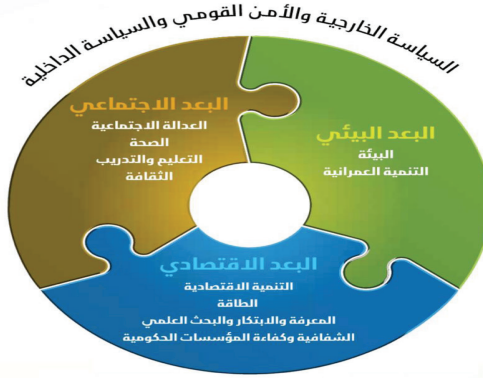 السياسة الخارجية والأمن القومي والسياسة الداخلية
البعد البيئي
البيئة
التنمية العمرانية
البعد الاجتماعي
العدالة الاجتماعية
الصحة
التعليم والتدريب
الثقافة
البعد الاقتصادي
التنمية الاقتصادية
الطاقة
المعرفة والابتكار والبحث العلمي
الشفافية وكفاءة المؤسسات الحكومية